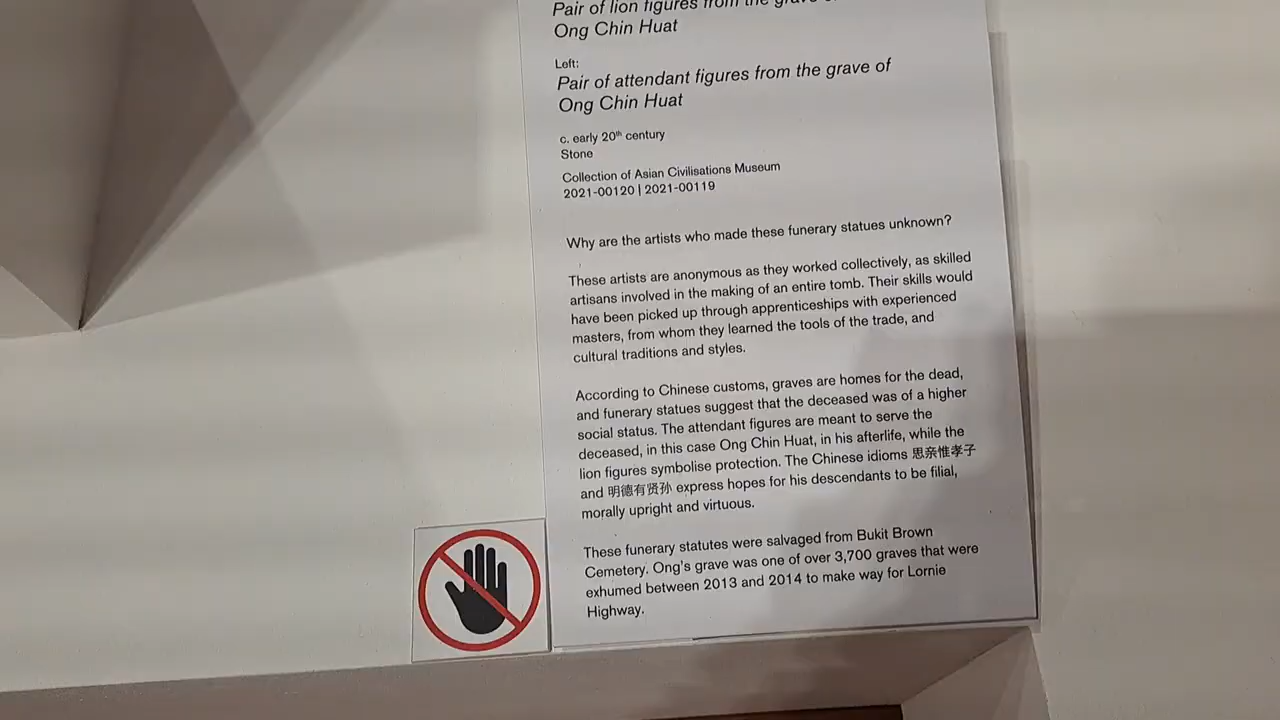 Pair of lion figures from the grave of
Ong Chin Huat
Left:
Pair of attendant figures from the grave of
Ong Chin Huat
c. early 20th century
Stone
Collection of Asian Civilisations Museum
2021-00120 | 2021-00119
Why are the artists who made these funerary statues unknown?
These artists are anonymous as they worked collectively, as skilled
artisans involved in the making of an entire tomb. Their skills would
have been picked up through apprenticeships with experienced
masters, from whom they learned the tools of the trade, and
cultural traditions and styles.
According to Chinese customs, graves are homes for the dead,
and funerary statues suggest that the deceased was of a higher
social status. The attendant figures are meant to serve the
deceased, in this case Ong Chin Huat, in his afterlife, while the
lion figures symbolise protection. The Chinese idioms 思亲惟孝子
and 明德有贤孙 express hopes for his descendants to be filial,
morally upright and virtuous.
These funerary statutes were salvaged from Bukit Brown
Cemetery. Ong's grave was one of over 3,700 graves that were
exhumed between 2013 and 2014 to make way for Lornie
Highway.